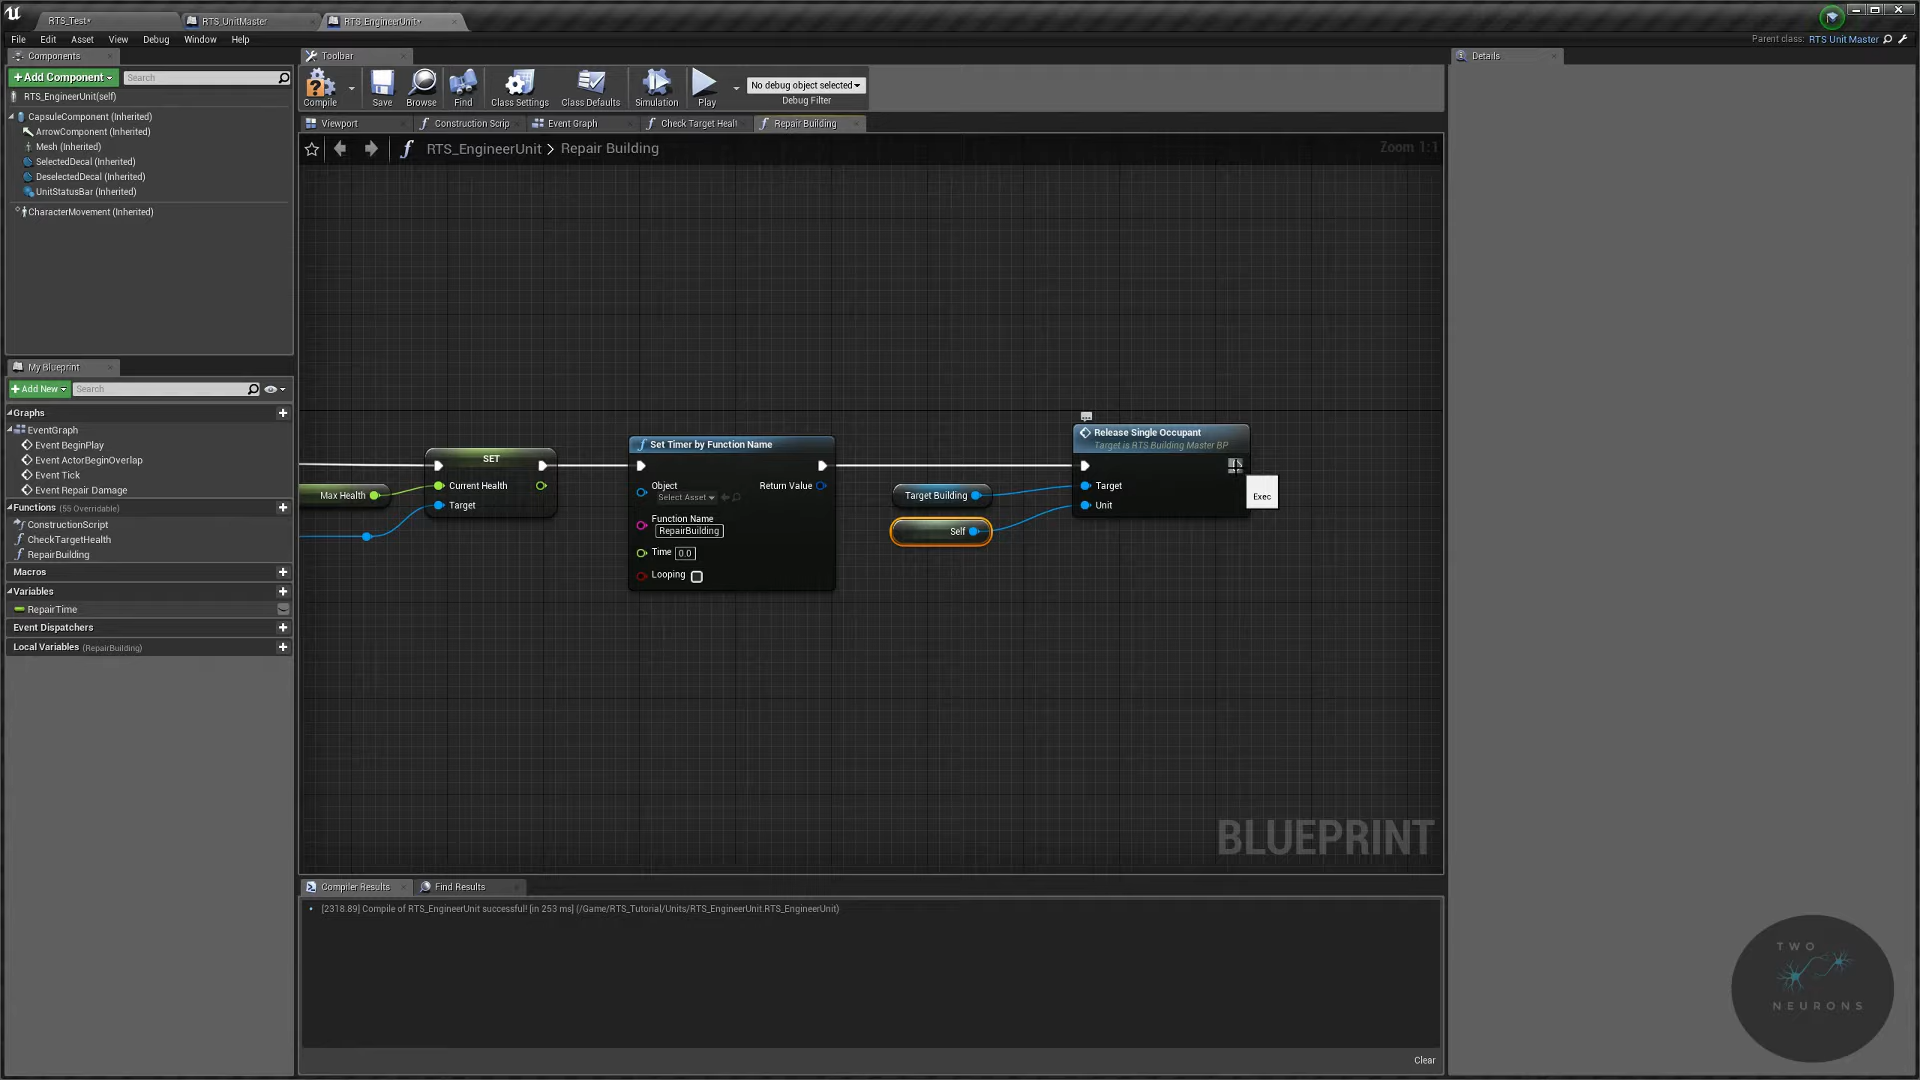 RTS_Test*
RTS_UnitMaster
RTS_EngineerUnit*
File Edit Asset View Debug Window Help
Parent class: RTS Unit Master
Components
Toolbar
Details
+Add Component
Search
RTS_EngineerUnit(self)
CapsuleComponent (Inherited)
ArrowComponent (Inherited)
Mesh (Inherited)
SelectedDecal (Inherited)
DeselectedDecal (Inherited)
UnitStatusBar (Inherited)
CharacterMovement (Inherited)
Compile
Save
Browse
Find
Class Settings
Class Defaults
Simulation
Play
No debug object selected
Debug Filter
Viewport
Construction Scrip
Event Graph
Check Target Healt
Repair Building
RTS_EngineerUnit > Repair Building
Zoom 1:1
My Blueprint
+Add New
Search
Graphs
EventGraph
Event BeginPlay
Event ActorBeginOverlap
Event Tick
Event Repair Damage
Functions (55 Overridable)
ConstructionScript
CheckTargetHealth
RepairBuilding
Macros
Variables
RepairTime
Event Dispatchers
Local Variables (RepairBuilding)
Max Health
SET
Current Health
Target
Set Timer by Function Name
Object
Select Asset
Return Value
Function Name
RepairBuilding
Time 0.0
Looping
Target Building
Self
Release Single Occupant
Target is RTS Building Master BP
Target
Unit
Exec
BLUEPRINT
Compiler Results
Find Results
[2318.89] Compile of RTS_EngineerUnit successful! [in 253 ms] (/Game/RTS_Tutorial/Units/RTS_EngineerUnit.RTS_EngineerUnit)
Clear
TWO
NEURONS